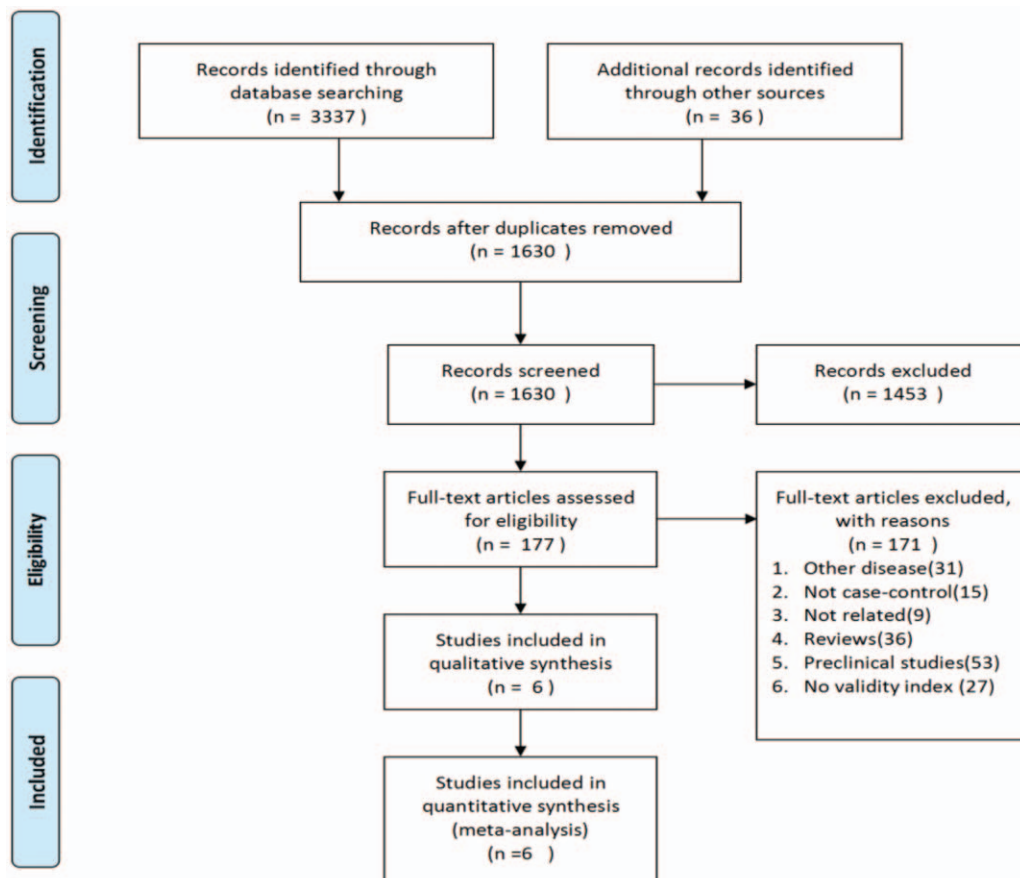 Identification
Records identified through
database searching
(n = 3337 )
Additional records identified
through other sources
(n = 36 )
Records after duplicates removed
(n = 1630 )
Screening
Records screened
(n = 1630 )
Records excluded
(n = 1453 )
Eligibility
Full-text articles assessed
for eligibility
(n = 177 )
Full-text articles excluded,
with reasons
(n = 171 )
1. Other disease(31)
2. Not case-control(15)
3. Not related(9)
4. Reviews(36)
5. Preclinical studies(53)
6. No validity index (27)
Studies included in
qualitative synthesis
(n = 6 )
Included
Studies included in
quantitative synthesis
(meta-analysis)
(n =6 )